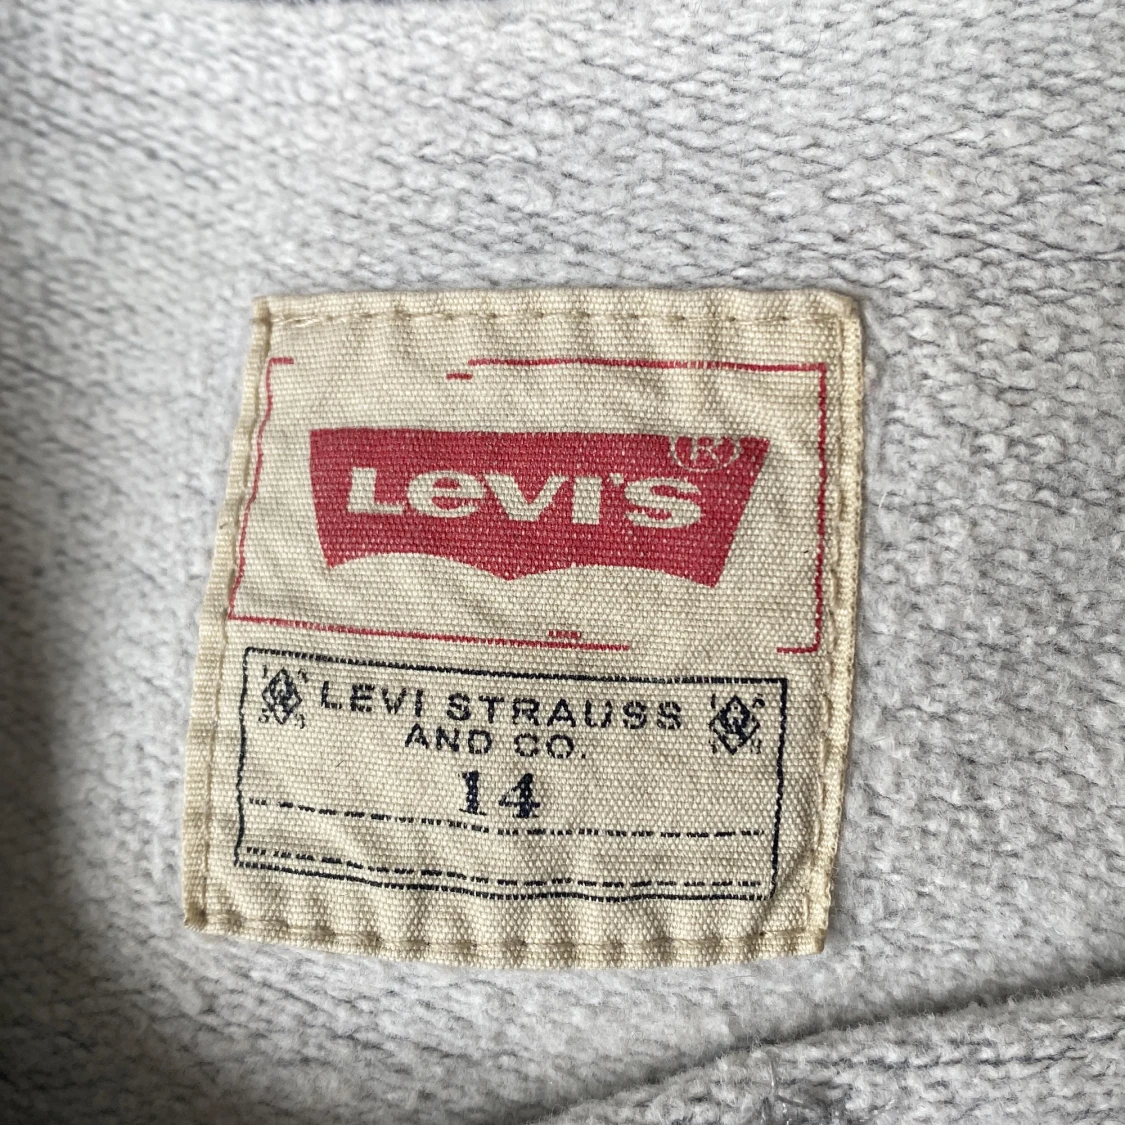 LEVI'S ®
LEVI STRAUSS
AND CO.
14